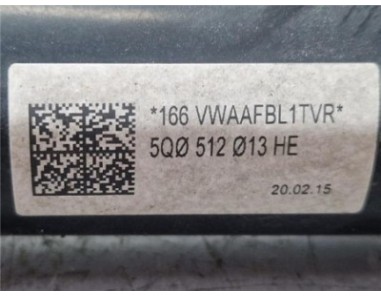 *166 VWAAFBL1TVR*
5QØ 512 Ø13 HE
20.02.15